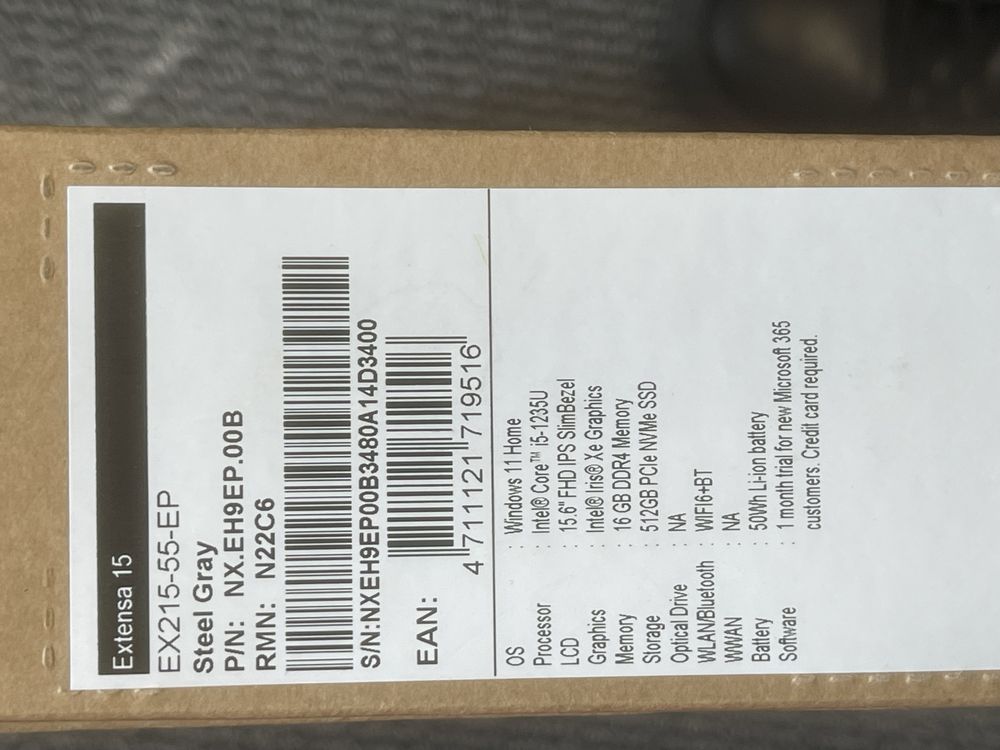 Extensa 15
EX215-55-EP
Steel Gray
P/N: NX.EH9EP.00B
RMN: N22C6
S/N:NXEH9EP00B3480A14D3400
EAN:
4 711121 719516
OS : Windows 11 Home
Processor : Intel® Core™ i5-1235U
LCD : 15.6" FHD IPS SlimBezel
Graphics : Intel® Iris® Xe Graphics
Memory : 16 GB DDR4 Memory
Storage : 512GB PCIe NVMe SSD
Optical Drive : NA
WLAN/Bluetooth : WIFI6+BT
WWAN : NA
Battery : 50Wh Li-ion battery
Software : 1 month trial for new Microsoft 365
customers. Credit card required.